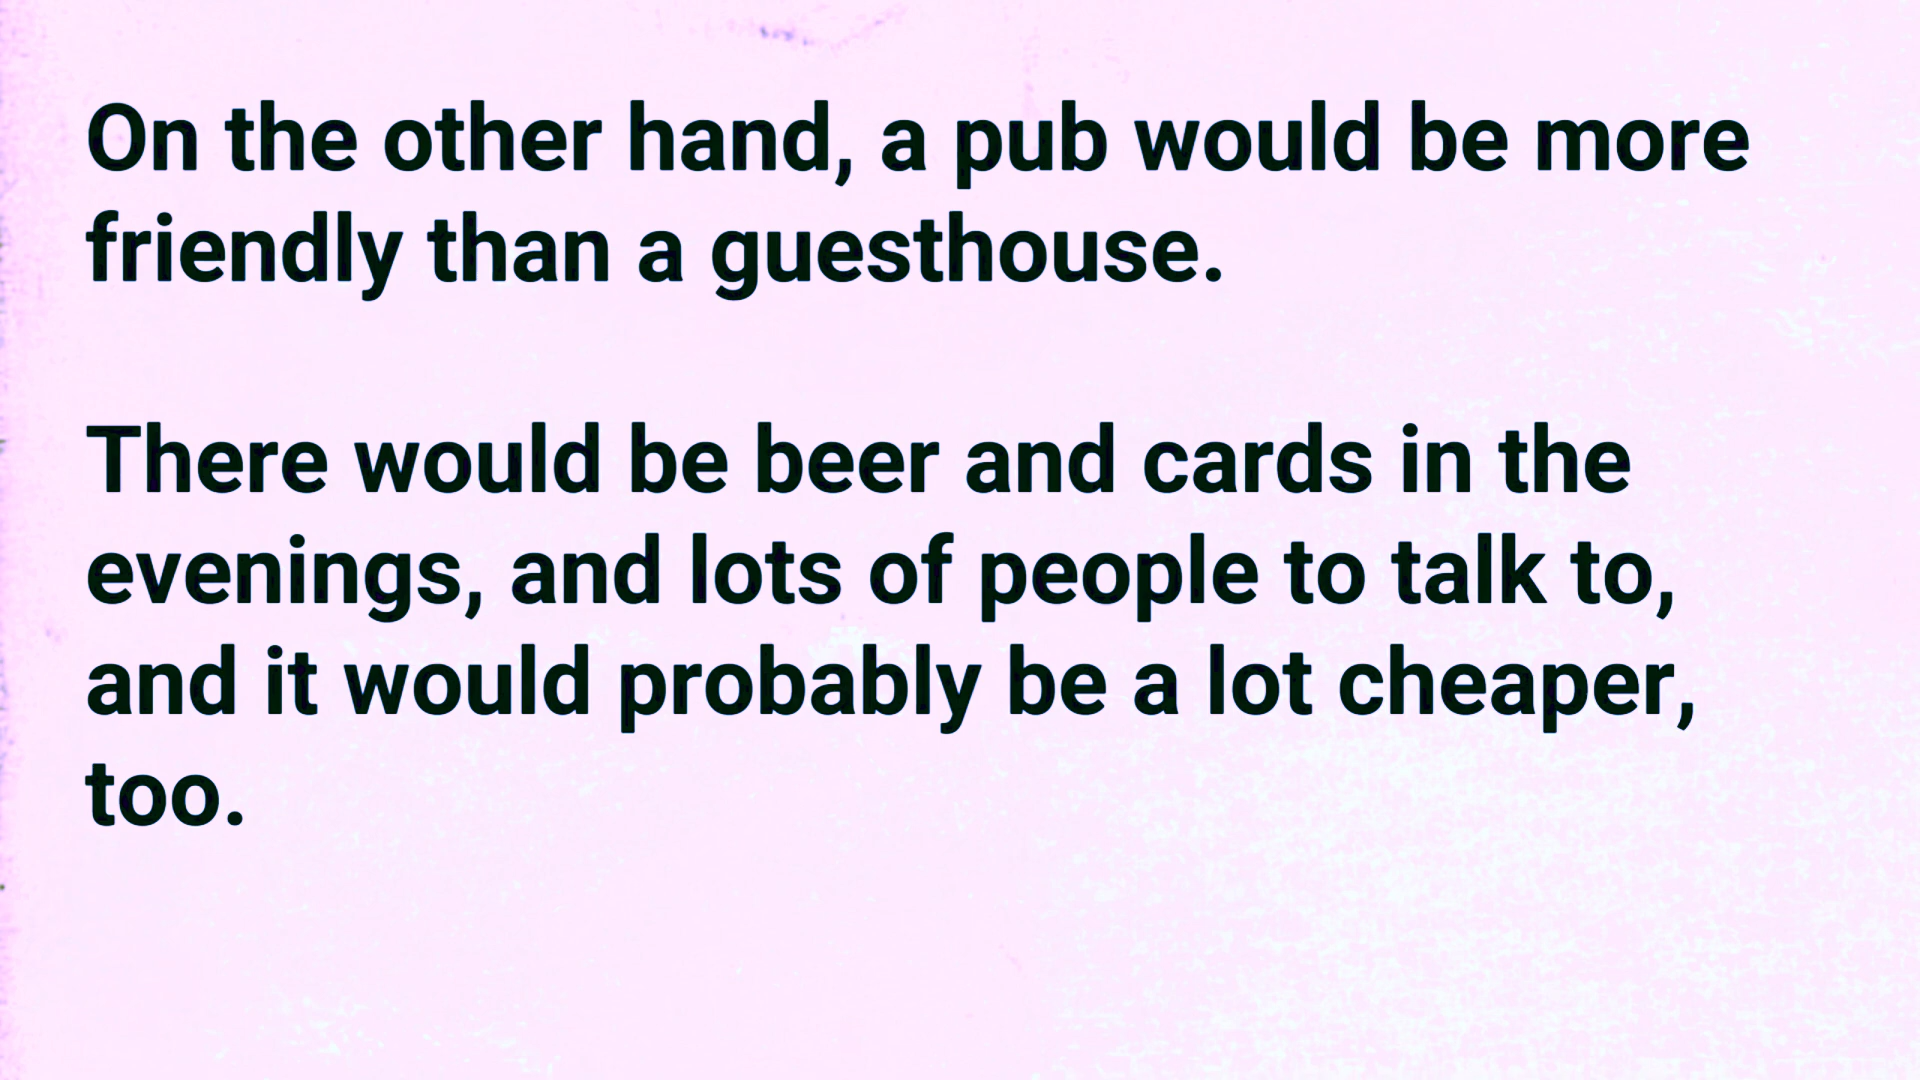 On the other hand, a pub would be more
friendly than a guesthouse.
There would be beer and cards in the
evenings, and lots of people to talk to,
and it would probably be a lot cheaper,
too.